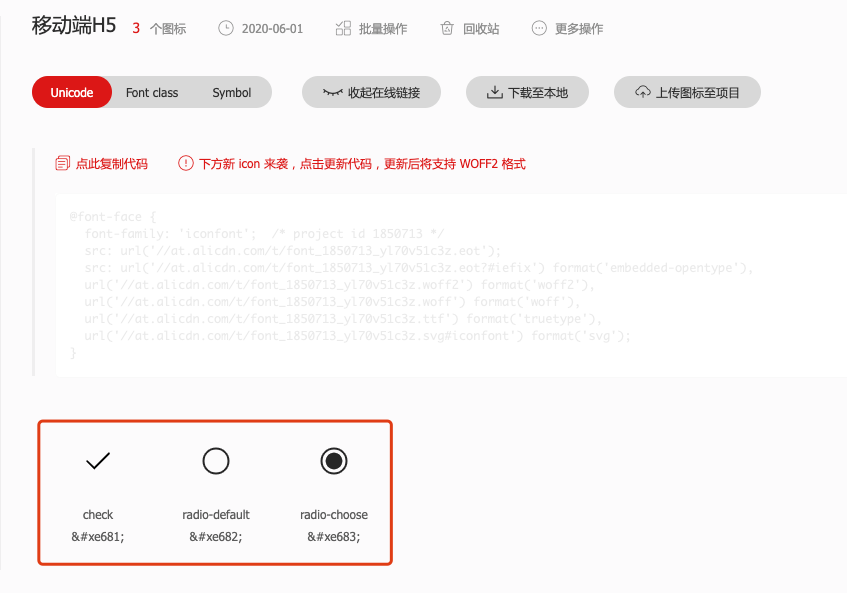 移动端H5 3 个图标 2020-06-01 批量操作 回收站 更多操作
Unicode Font class Symbol 收起在线链接 下载至本地 上传图标至项目
点此复制代码 下方新 icon 来袭，点击更新代码，更新后将支持 WOFF2 格式
@font-face {
font-family: 'iconfont'; /* project id 1850713 */
src: url('//at.alicdn.com/t/font_1850713_yl70v51c3z.eot');
src: url('//at.alicdn.com/t/font_1850713_yl70v51c3z.eot?#iefix') format('embedded-opentype'),
url('//at.alicdn.com/t/font_1850713_yl70v51c3z.woff2') format('woff2'),
url('//at.alicdn.com/t/font_1850713_yl70v51c3z.woff') format('woff'),
url('//at.alicdn.com/t/font_1850713_yl70v51c3z.ttf') format('truetype'),
url('//at.alicdn.com/t/font_1850713_yl70v51c3z.svg#iconfont') format('svg');
}
check radio-default radio-choose
&#xe681; &#xe682; &#xe683;